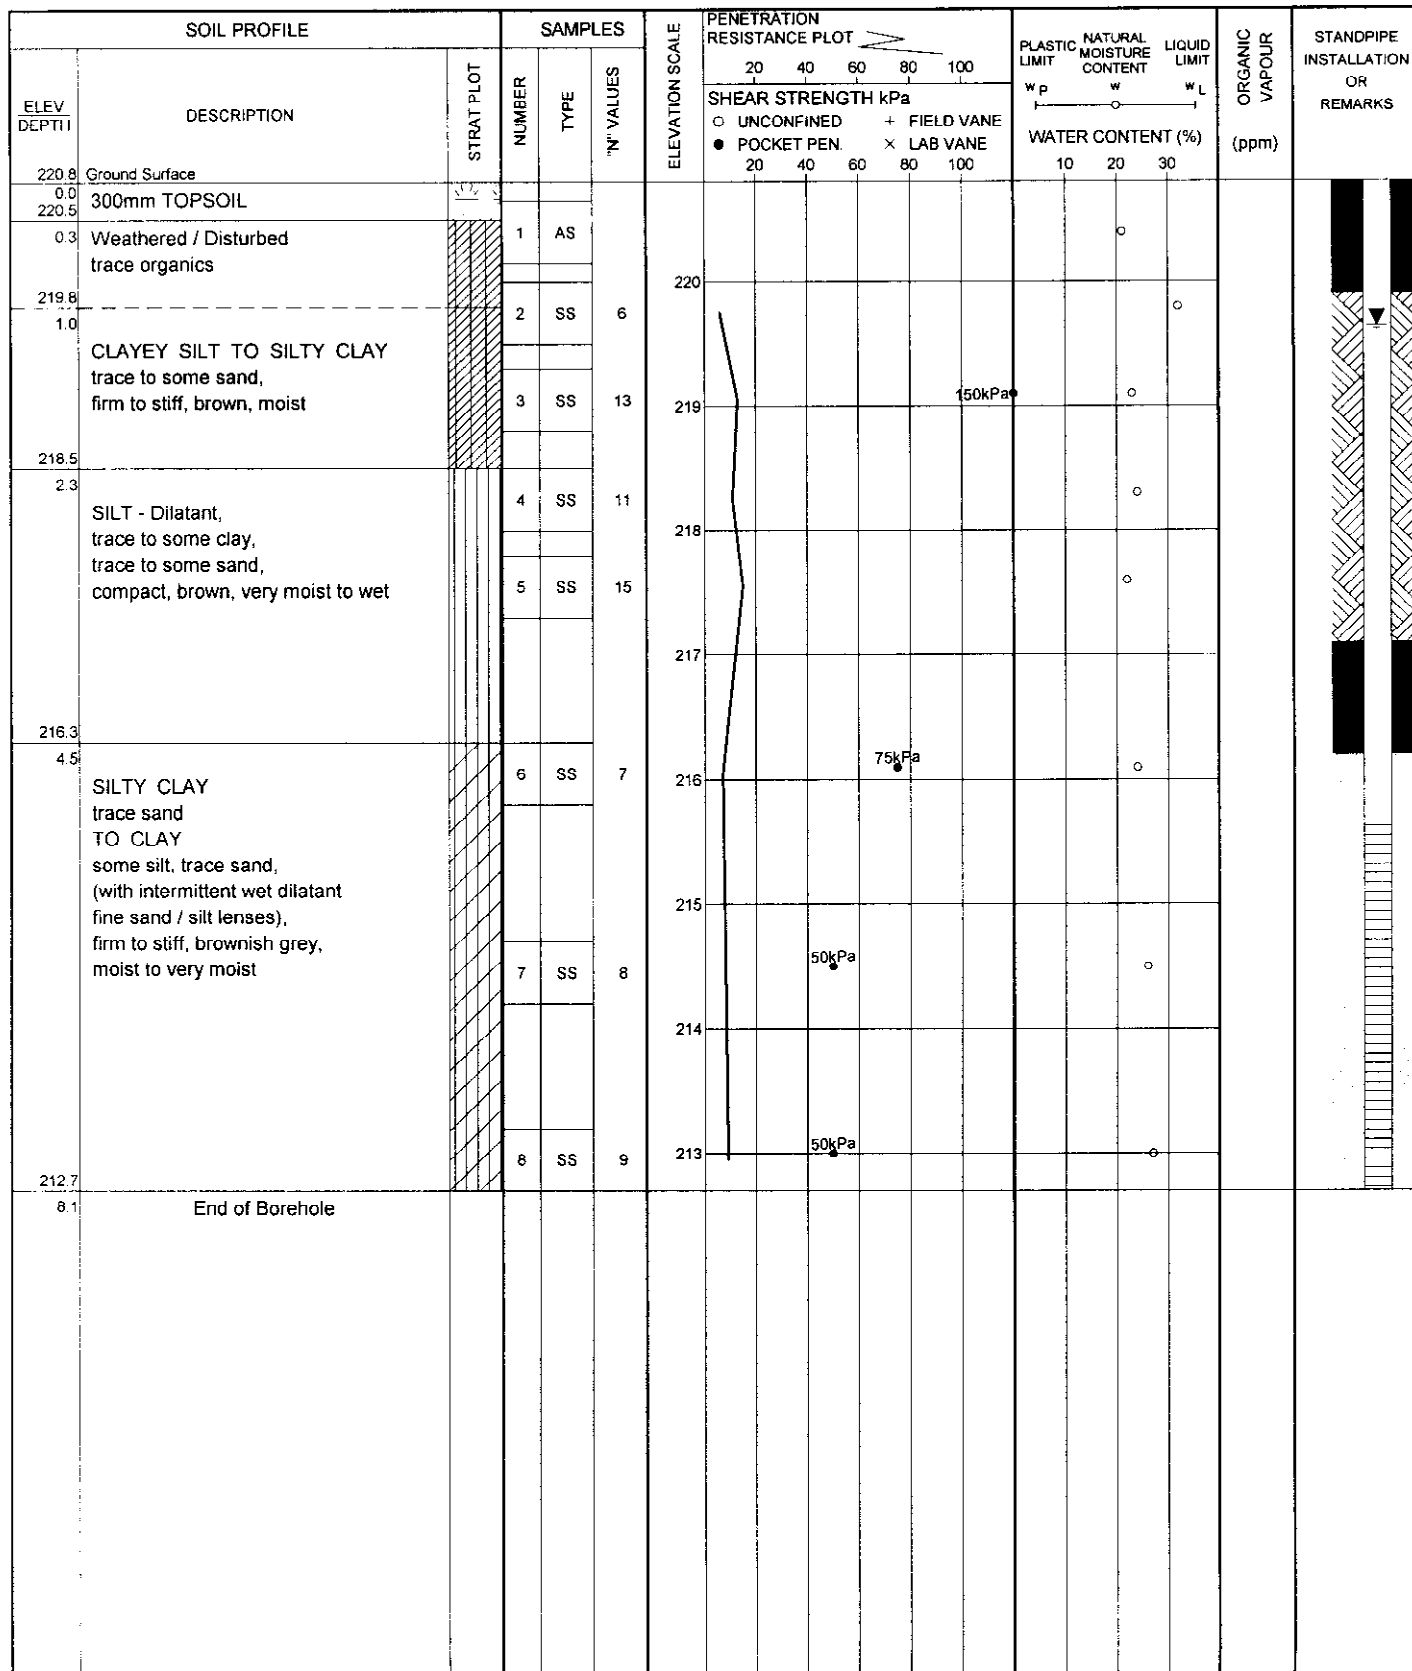 SOIL PROFILE
SAMPLES
ELEV
DEPTH
DESCRIPTION
STRAT PLOT
NUMBER
TYPE
"N" VALUES
ELEVATION SCALE
PENETRATION
RESISTANCE PLOT
20 40 60 80 100
SHEAR STRENGTH kPa
○ UNCONFINED + FIELD VANE
● POCKET PEN. × LAB VANE
20 40 60 80 100
PLASTIC LIMIT
NATURAL MOISTURE CONTENT
LIQUID LIMIT
WP W WL
WATER CONTENT (%)
10 20 30
ORGANIC VAPOUR
(ppm)
STANDPIPE
INSTALLATION
OR
REMARKS
220.8 Ground Surface
0.0 300mm TOPSOIL
220.5
0.3 Weathered / Disturbed
trace organics
1 AS
219.8
1.0
2 SS 6
CLAYEY SILT TO SILTY CLAY
trace to some sand,
firm to stiff, brown, moist
3 SS 13
218.5
2.3
SILT - Dilatant,
trace to some clay,
trace to some sand,
compact, brown, very moist to wet
4 SS 11
5 SS 15
216.3
4.5
SILTY CLAY
trace sand
TO CLAY
some silt, trace sand,
(with intermittent wet dilatant
fine sand / silt lenses),
firm to stiff, brownish grey,
moist to very moist
6 SS 7
7 SS 8
8 SS 9
212.7
8.1 End of Borehole
220
219
218
217
216
215
214
213
150kPa
75kPa
50kPa
50kPa